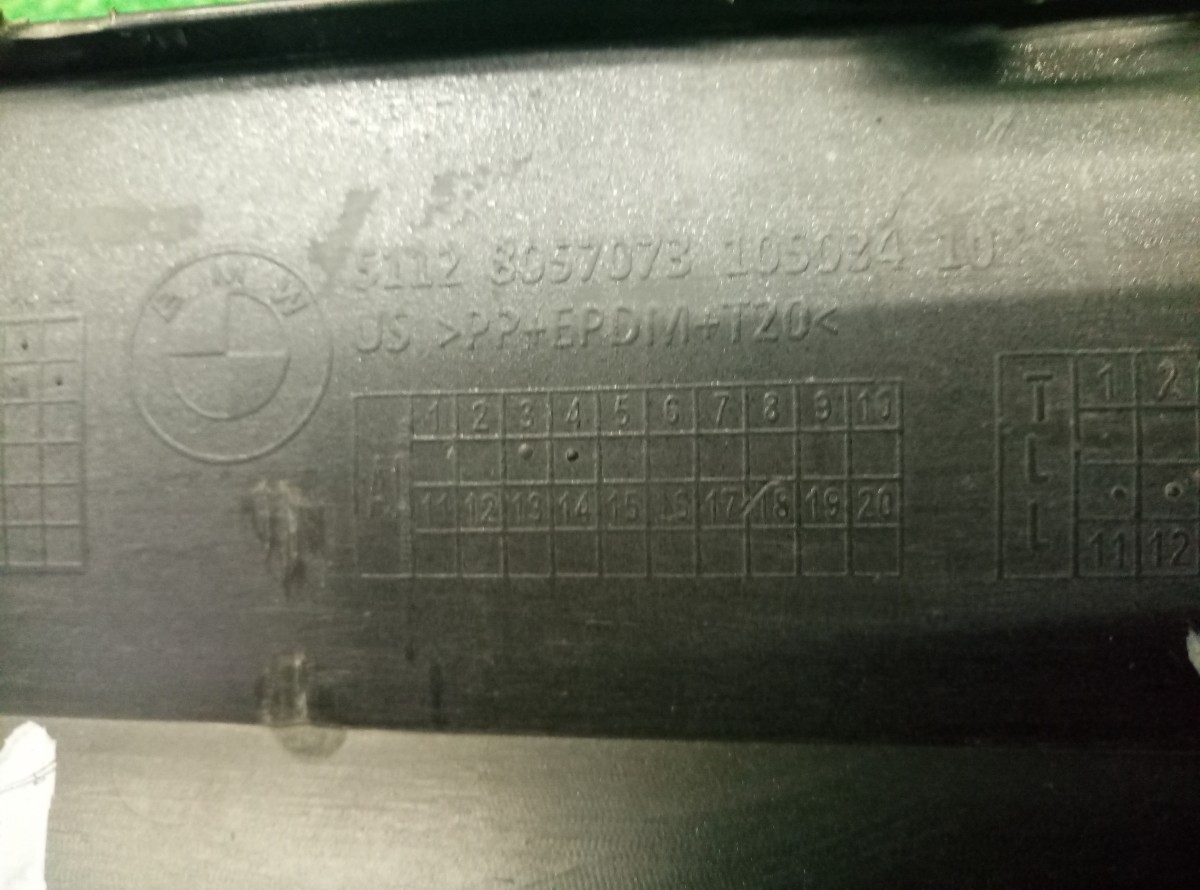 BMW
5112 8057073 105034 10
US >PP+EPDM+T20<
A 1 2 3 4 5 6 7 8 9 10
11 12 13 14 15 16 17 18 19 20
T 1 2
11 12